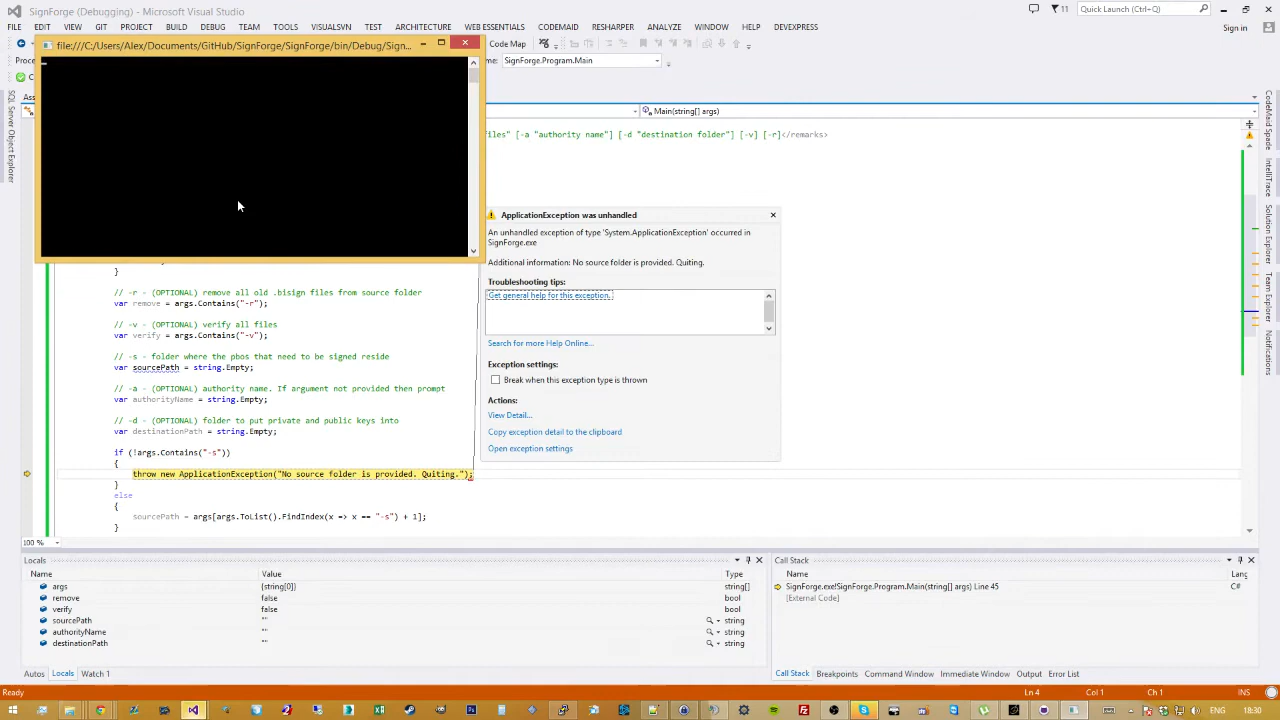 SignForge (Debugging) - Microsoft Visual Studio
11
Quick Launch (Ctrl+Q)
FILE EDIT VIEW GIT PROJECT BUILD DEBUG TEAM TOOLS VISUALSVN TEST ARCHITECTURE WEB ESSENTIALS CODEMAID RESHARPER ANALYZE WINDOW HELP DEVEXPRESS
Sign in
file:///C:/Users/Alex/Documents/GitHub/SignForge/SignForge/bin/Debug/Sign...
Code Map
SignForge.Program.Main
Main(string[] args)
iles" [-a "authority name"] [-d "destination folder"] [-v] [-r]</remarks>
SQL Server Object Explorer
CodeMaid Spade
IntelliTrace
Solution Explorer
Team Explorer
Notifications
ApplicationException was unhandled
An unhandled exception of type 'System.ApplicationException' occurred in
SignForge.exe
Additional information: No source folder is provided. Quiting.
Troubleshooting tips:
Get general help for this exception.
Search for more Help Online...
Exception settings:
Break when this exception type is thrown
Actions:
View Detail...
Copy exception detail to the clipboard
Open exception settings
}
// -r - (OPTIONAL) remove all old .bisign files from source folder
var remove = args.Contains("-r");
// -v - (OPTIONAL) verify all files
var verify = args.Contains("-v");
// -s - folder where the pbos that need to be signed reside
var sourcePath = string.Empty;
// -a - (OPTIONAL) authority name. If argument not provided then prompt
var authorityName = string.Empty;
// -d - (OPTIONAL) folder to put private and public keys into
var destinationPath = string.Empty;
if (!args.Contains("-s"))
{
throw new ApplicationException("No source folder is provided. Quiting.");
}
else
{
sourcePath = args[args.ToList().FindIndex(x => x == "-s") + 1];
}
100 %
Locals
Name Value Type
args {string[0]} string[]
remove false bool
verify false bool
sourcePath "" string
authorityName "" string
destinationPath "" string
Autos Locals Watch 1
Call Stack
Name Lang
SignForge.exe!SignForge.Program.Main(string[] args) Line 45 C#
[External Code]
Call Stack Breakpoints Command Window Immediate Window Output Error List
Ready Ln 4 Col 1 Ch 1 INS
ENG 18:30